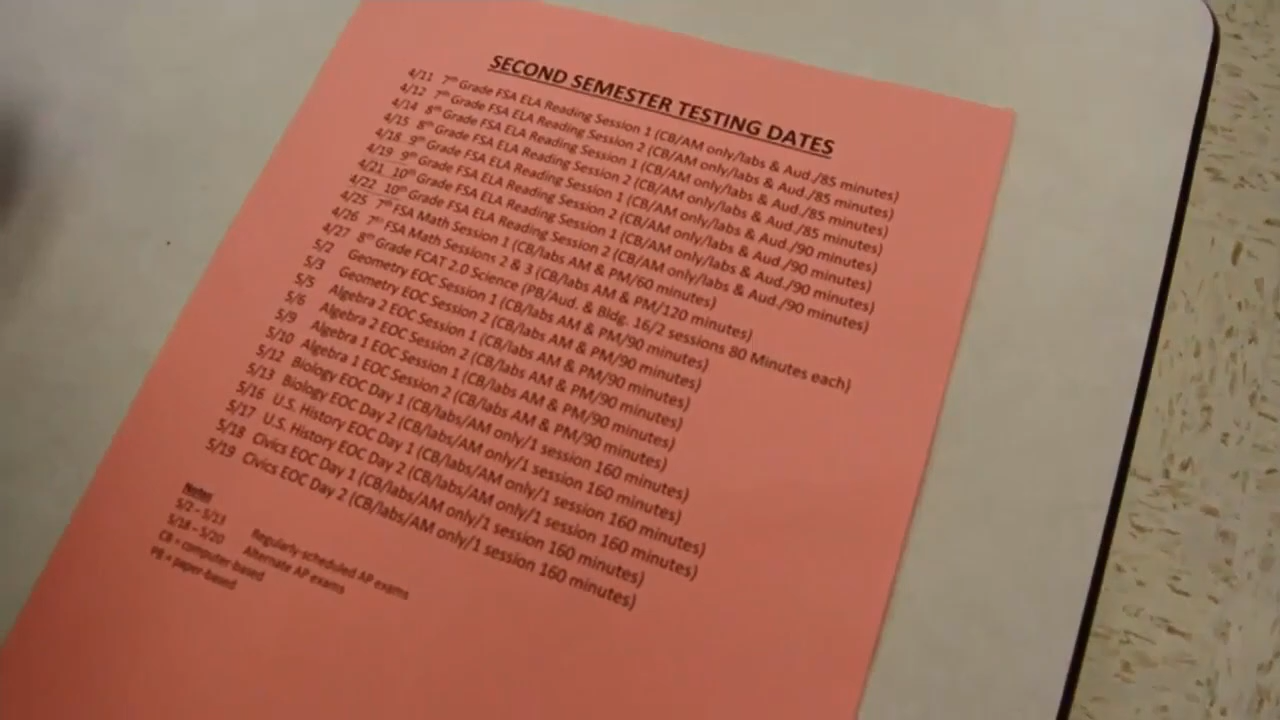 SECOND SEMESTER TESTING DATES
4/11 7th Grade FSA ELA Reading Session 1 (CB/AM only/labs & Aud./85 minutes)
4/12 7th Grade FSA ELA Reading Session 2 (CB/AM only/labs & Aud./85 minutes)
4/14 8th Grade FSA ELA Reading Session 1 (CB/AM only/labs & Aud./85 minutes)
4/15 8th Grade FSA ELA Reading Session 2 (CB/AM only/labs & Aud./85 minutes)
4/18 9th Grade FSA ELA Reading Session 1 (CB/AM only/labs & Aud./90 minutes)
4/19 9th Grade FSA ELA Reading Session 2 (CB/AM only/labs & Aud./90 minutes)
4/21 10th Grade FSA ELA Reading Session 1 (CB/AM only/labs & Aud./90 minutes)
4/22 10th Grade FSA ELA Reading Session 2 (CB/AM only/labs & Aud./90 minutes)
4/25 7th FSA Math Session 1 (CB/labs AM & PM/60 minutes)
4/26 7th FSA Math Sessions 2 & 3 (CB/labs AM & PM/120 minutes)
4/27 8th Grade FCAT 2.0 Science (PB/Aud. & Bldg. 16/2 sessions 80 Minutes each)
5/2 Geometry EOC Session 1 (CB/labs AM & PM/90 minutes)
5/3 Geometry EOC Session 2 (CB/labs AM & PM/90 minutes)
5/5 Algebra 2 EOC Session 1 (CB/labs AM & PM/90 minutes)
5/6 Algebra 2 EOC Session 2 (CB/labs AM & PM/90 minutes)
5/9 Algebra 1 EOC Session 1 (CB/labs AM & PM/90 minutes)
5/10 Algebra 1 EOC Session 2 (CB/labs AM & PM/90 minutes)
5/12 Biology EOC Day 1 (CB/labs/AM only/1 session 160 minutes)
5/13 Biology EOC Day 2 (CB/labs/AM only/1 session 160 minutes)
5/16 U.S. History EOC Day 1 (CB/labs/AM only/1 session 160 minutes)
5/17 U.S. History EOC Day 2 (CB/labs/AM only/1 session 160 minutes)
5/18 Civics EOC Day 1 (CB/labs/AM only/1 session 160 minutes)
5/19 Civics EOC Day 2 (CB/labs/AM only/1 session 160 minutes)
Notes
5/2 – 5/13 Regularly-scheduled AP exams
5/18 – 5/20 Alternate AP exams
CB = computer based
PB = paper-based